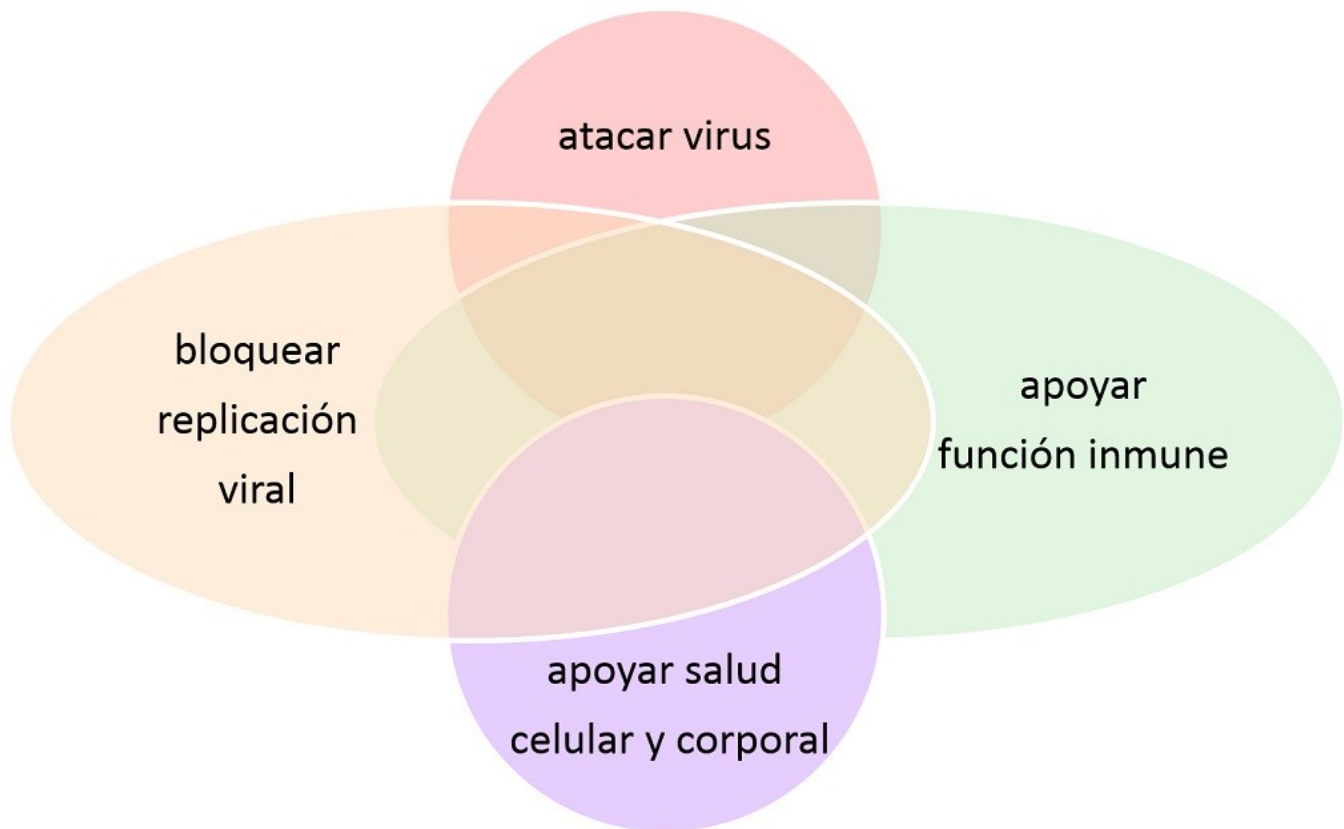 atacar virus
bloquear
replicación
viral
apoyar
función inmune
apoyar salud
celular y corporal